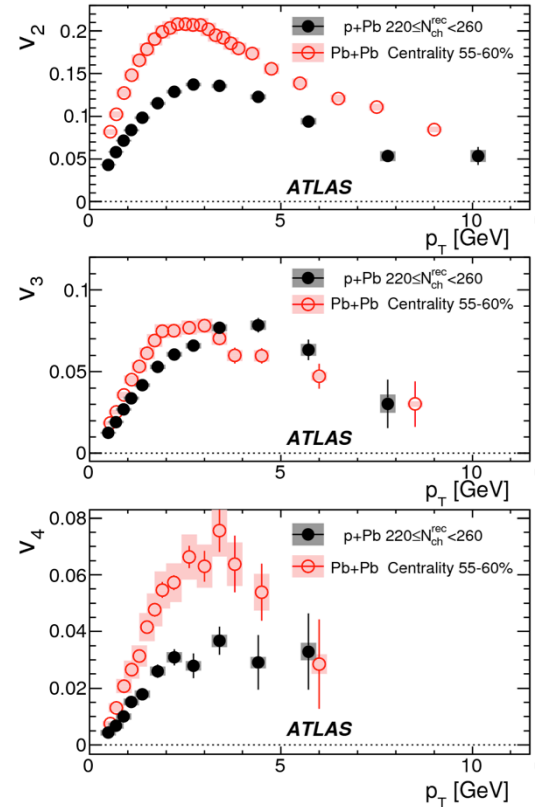 v2
p+Pb 220≤N_ch^rec<260
Pb+Pb Centrality 55-60%
0.2
0.15
0.1
0.05
0
ATLAS
0 5 10
p_T [GeV]
v3
p+Pb 220≤N_ch^rec<260
Pb+Pb Centrality 55-60%
0.1
0.05
0
ATLAS
0 5 10
p_T [GeV]
v4
p+Pb 220≤N_ch^rec<260
Pb+Pb Centrality 55-60%
0.08
0.06
0.04
0.02
0
ATLAS
0 5 10
p_T [GeV]